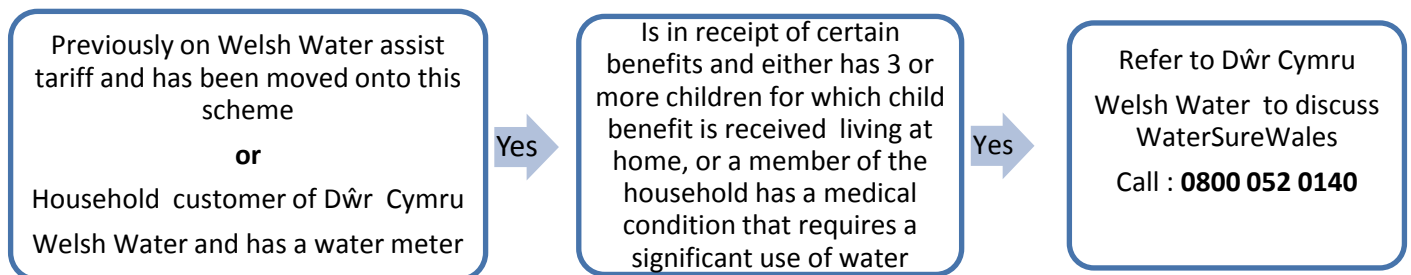 Previously on Welsh Water assist
tariff and has been moved onto this
scheme
or
Household customer of Dŵr Cymru
Welsh Water and has a water meter
Yes
Is in receipt of certain
benefits and either has 3 or
more children for which child
benefit is received living at
home, or a member of the
household has a medical
condition that requires a
significant use of water
Yes
Refer to Dŵr Cymru
Welsh Water to discuss
WaterSureWales
Call : 0800 052 0140